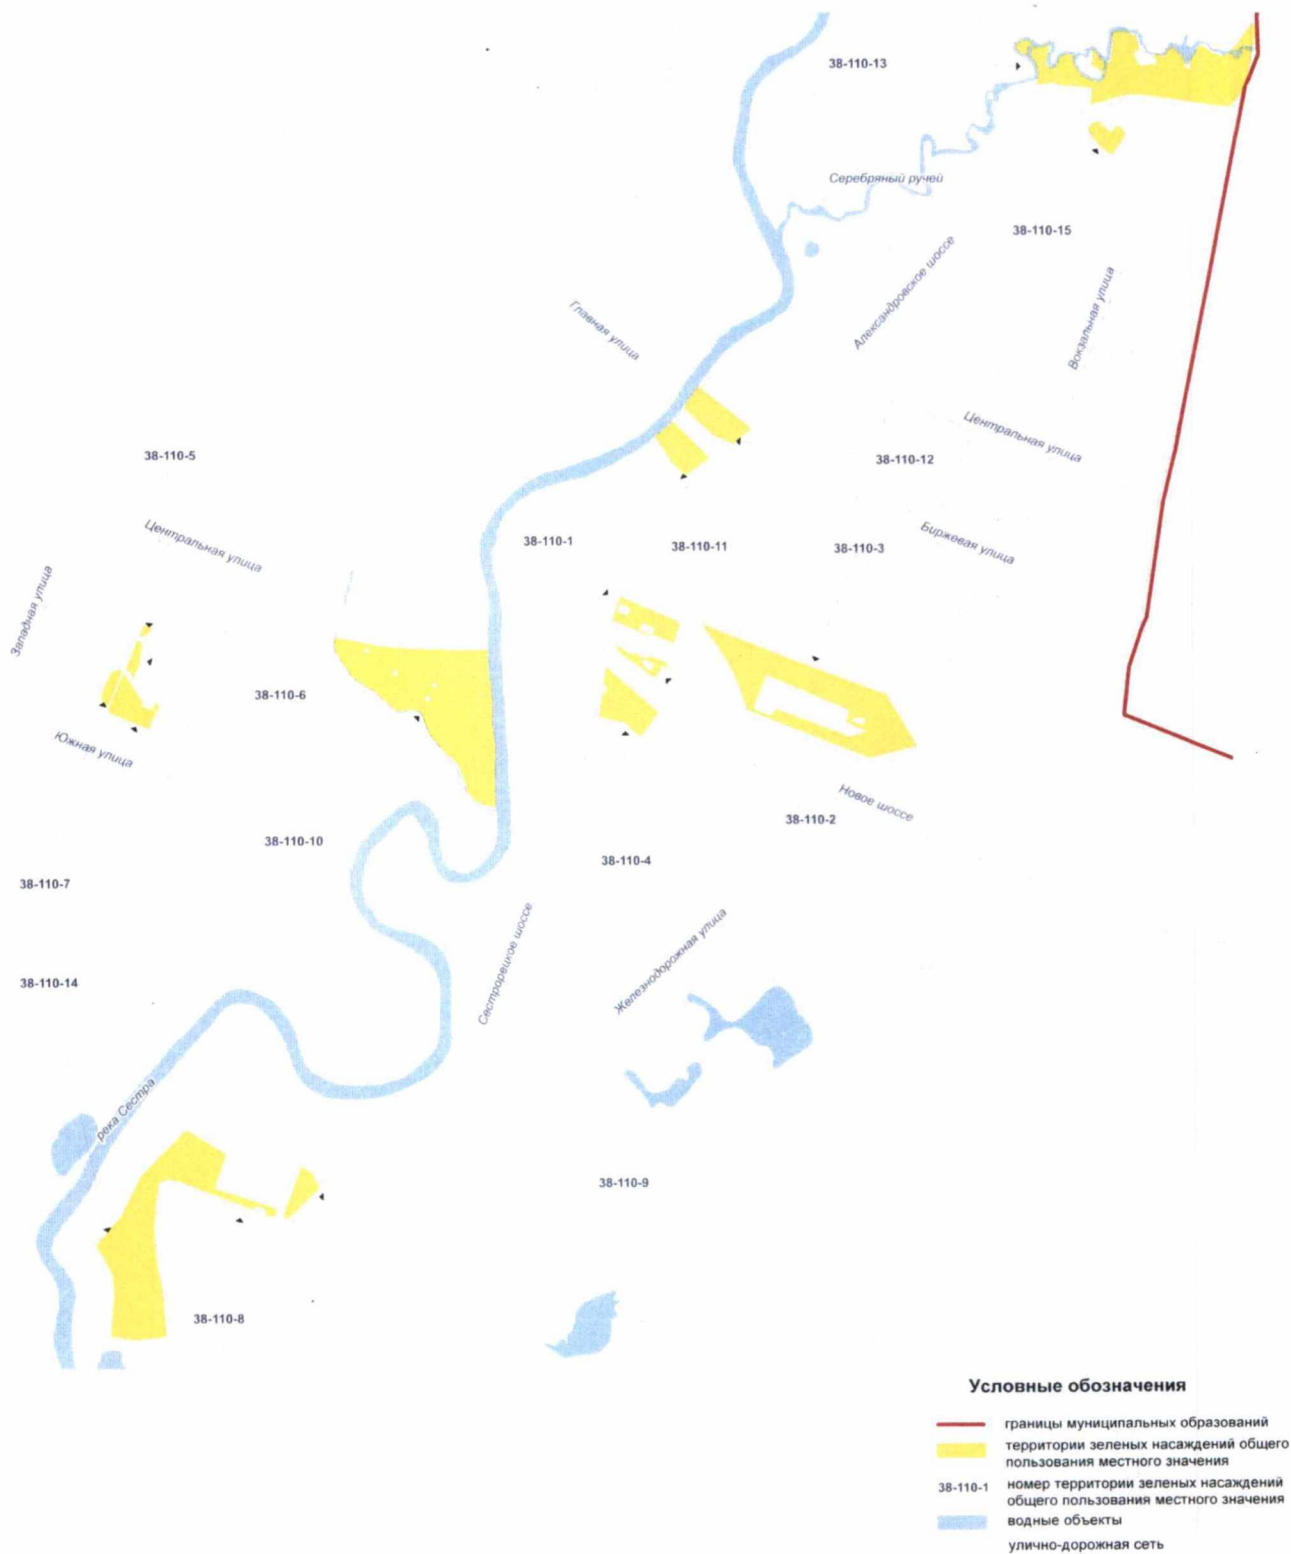 38-110-13
Серебряный ручей
38-110-15
Александровское шоссе
Вокзальная улица
Главная улица
Центральная улица
38-110-5
38-110-12
Центральная улица
38-110-1
38-110-11
38-110-3
Биржевая улица
Западная улица
38-110-6
Южная улица
Новое шоссе
38-110-2
38-110-10
38-110-4
38-110-7
Сестрорецкое шоссе
Железнодорожная улица
38-110-14
река Сестра
38-110-9
38-110-8
Условные обозначения
границы муниципальных образований
территории зеленых насаждений общего
пользования местного значения
38-110-1 номер территории зеленых насаждений
общего пользования местного значения
водные объекты
улично-дорожная сеть